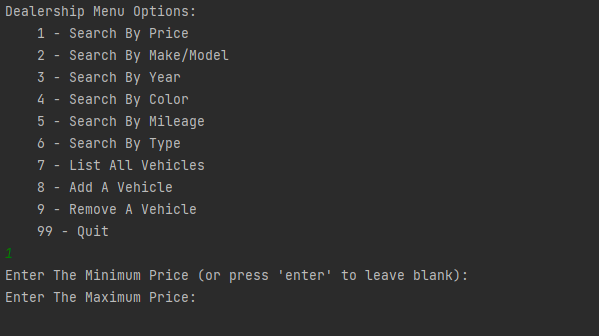 Dealership Menu Options:
1 - Search By Price
2 - Search By Make/Model
3 - Search By Year
4 - Search By Color
5 - Search By Mileage
6 - Search By Type
7 - List All Vehicles
8 - Add A Vehicle
9 - Remove A Vehicle
99 - Quit
1
Enter The Minimum Price (or press 'enter' to leave blank):
Enter The Maximum Price: